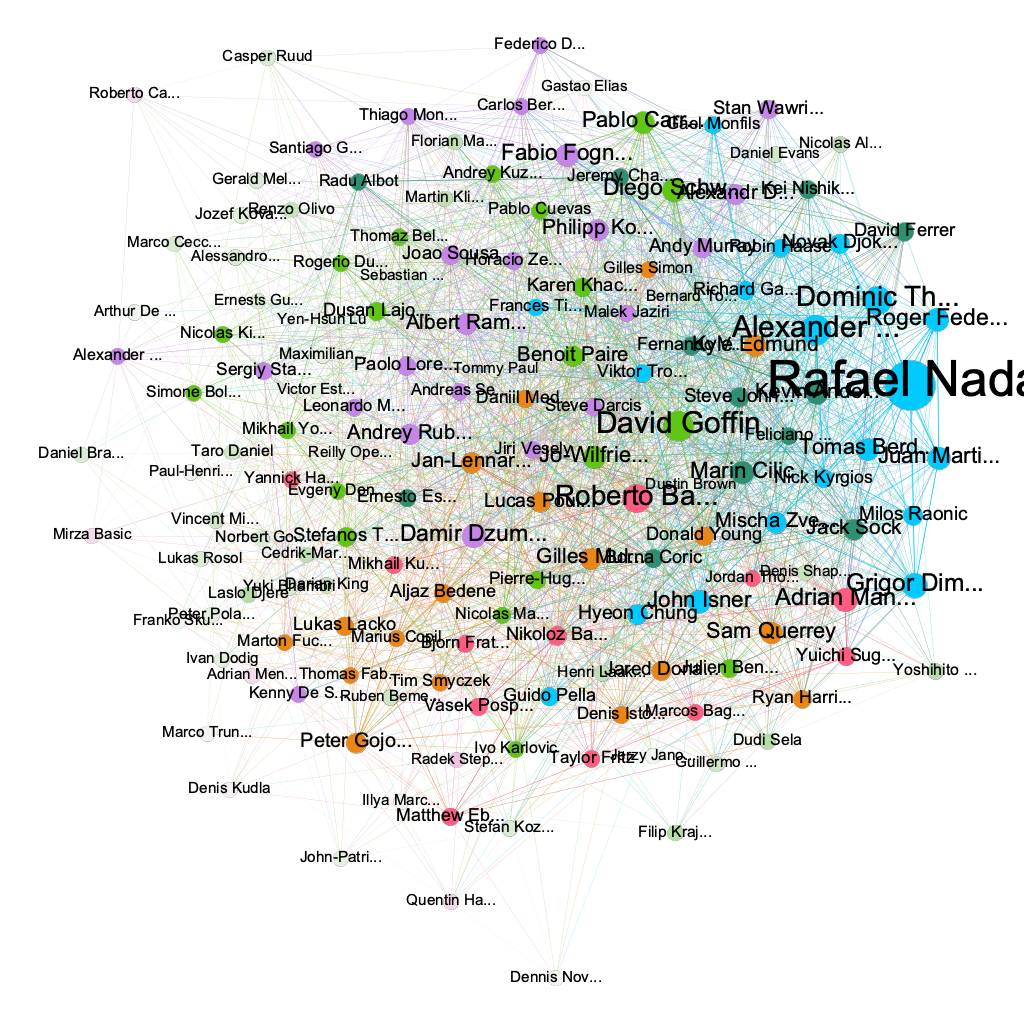 Federico D...
Casper Ruud
Gastao Elias
Roberto Ca...
Carlos Ber...
Stan Wawri...
Thiago Mon...
Pablo Carr...
Gael Monfils
Florian Ma...
Nicolas Al...
Santiago G...
Fabio Fogn...
Daniel Evans
Andrey Kuz...
Jeremy Cha...
Gerald Mel...
Radu Albot
Diego Schw...
Alexandr D...
Kei Nishik...
Martin Kli...
Renzo Olivo
Pablo Cuevas
Jozef Kova...
Philipp Ko...
David Ferrer
Thomaz Bel...
Marco Cecc...
Andy Murray
Robin Haase
Novak Djok...
Joao Sousa
Alessandro...
Horacio Ze...
Rogerio Du...
Gilles Simon
Sebastian ...
Karen Khac...
Richard Ga...
Bernard To...
Dominic Th...
Ernests Gu...
Frances Ti...
Arthur De ...
Dusan Lajo...
Malek Jaziri
Yen-Hsun Lu
Albert Ram...
Alexander ...
Roger Fede...
Nicolas Ki...
Fernando V...
Kyle Edmund
Alexander ...
Maximilian ...
Benoit Paire
Sergiy Sta...
Paolo Lore...
Tommy Paul
Viktor Tro...
Rafael Nada
Simone Bol...
Victor Est...
Andreas Se...
Steve John...
Kevin Ander...
Daniil Med...
Leonardo M...
Steve Darcis
David Goffin
Mikhail Yo...
Andrey Rub...
Feliciano ...
Tomas Berd...
Daniel Bra...
Taro Daniel
Reilly Ope...
Jiri Vesely
Jo-Wilfrie...
Juan Marti...
Jan-Lennar...
Paul-Henri...
Yannick Ha...
Marin Cilic
Nick Kyrgios
Dustin Brown
Evgeny Don...
Ernesto Es...
Lucas Poui...
Roberto Ba...
Milos Raonic
Vincent Mi...
Mischa Zve...
Jack Sock
Mirza Basic
Norbert Go...
Stefanos T...
Damir Dzum...
Donald Young
Cedrik-Mar...
Lukas Rosol
Mikhail Ku...
Gilles Mul...
Borna Coric
Denis Shap...
Jordan Tho...
Pierre-Hug...
Yuki Bhambri
Darian King
Grigor Dim...
Laslo Djere
Aljaz Bedene
John Isner
Adrian Man...
Peter Pola...
Franko Sku...
Nicolas Ma...
Hyeon Chung
Lukas Lacko
Marius Copil
Nikoloz Ba...
Sam Querrey
Marton Fuc...
Bjorn Frat...
Ivan Dodig
Yuichi Sug...
Adrian Men...
Thomas Fab...
Henri Laak...
Jared Dona...
Julien Ben...
Yoshihito ...
Tim Smyczek
Kenny De S...
Ruben Beme...
Guido Pella
Ryan Harri...
Vasek Posp...
Denis Isto...
Marcos Bag...
Marco Trun...
Peter Gojo...
Dudi Sela
Ivo Karlovic
Radek Step...
Taylor Fritz
Jerzy Jano...
Guillermo ...
Denis Kudla
Illya Marc...
Matthew Eb...
Stefan Koz...
Filip Kraj...
John-Patri...
Quentin Ha...
Dennis Nov...